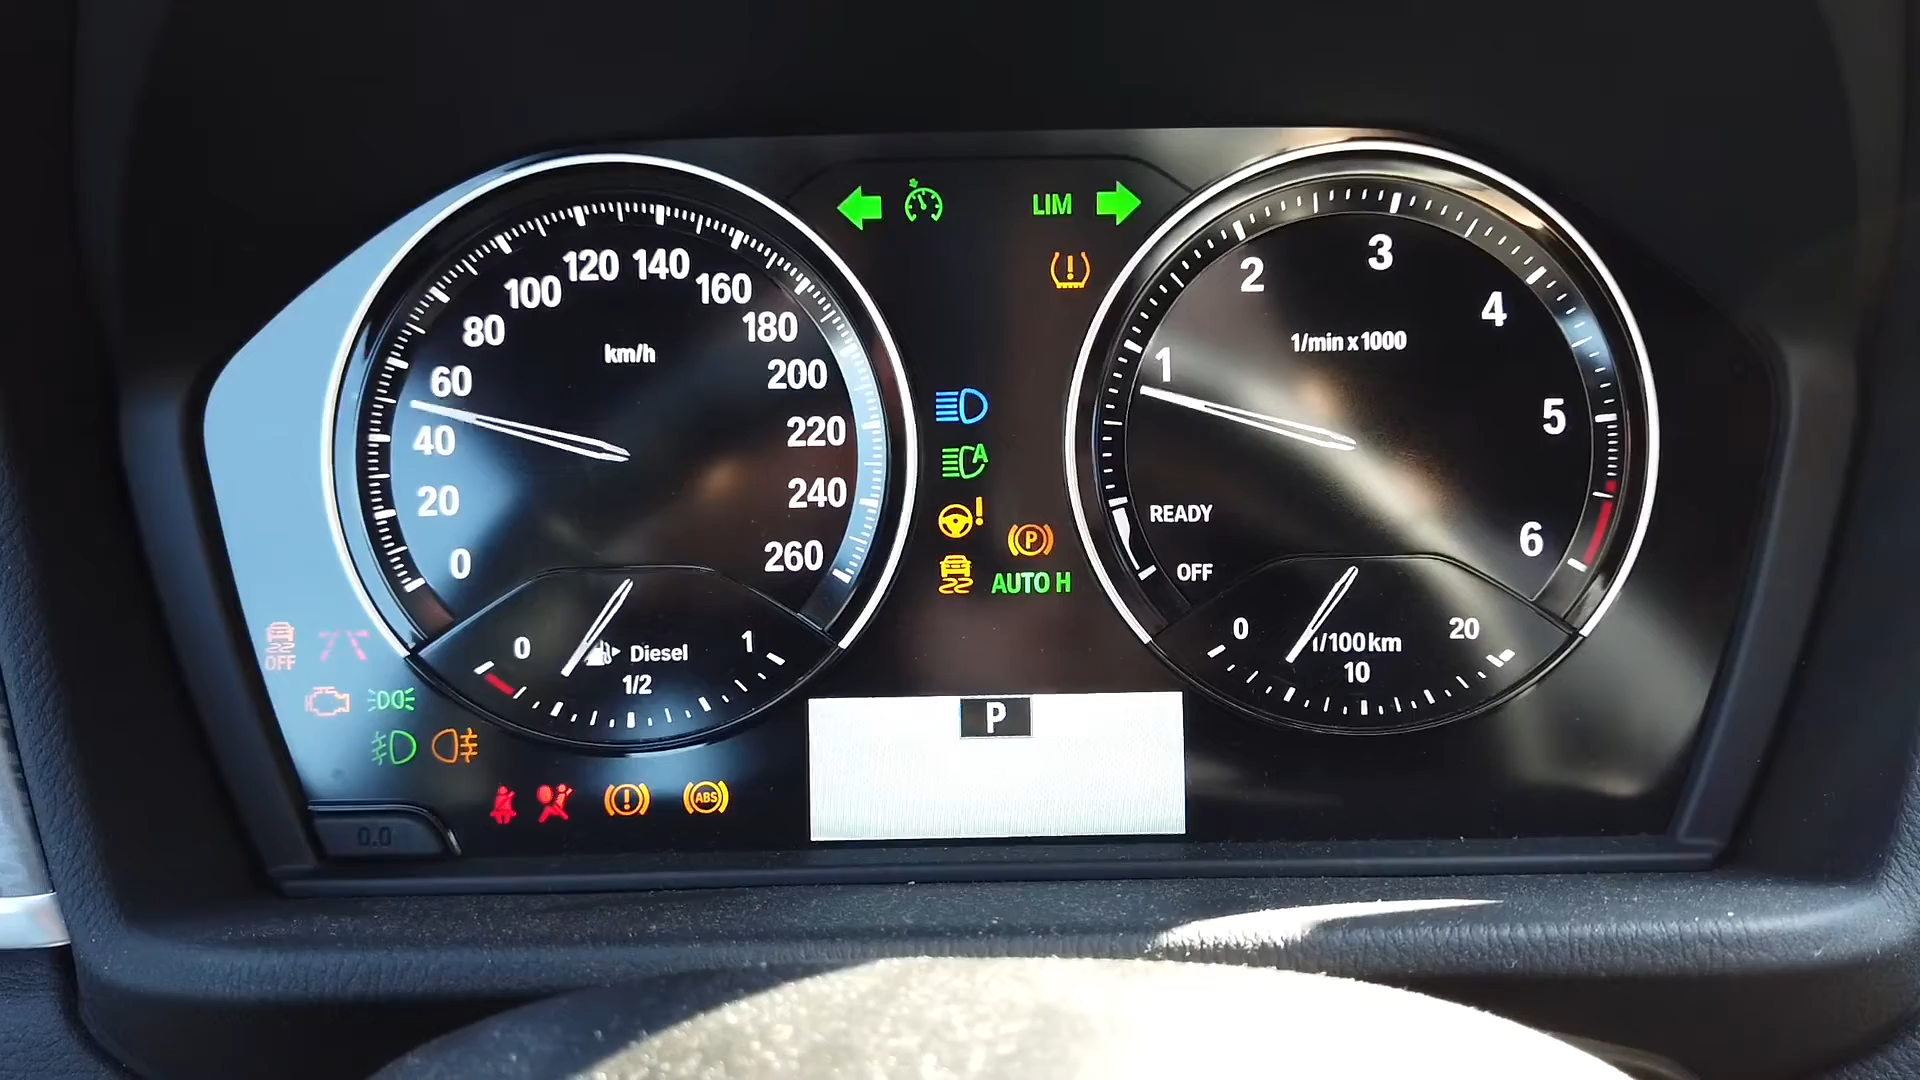 LIM
120 140
100 160
80 180
60 200
40 220
20 240
0 260
km/h
0 Diesel 1
1/2
3
2 4
1 5
6
1/min x 1000
READY
OFF
0 l/100 km 20
10
A
P
AUTO H
OFF
P
ABS
0.0